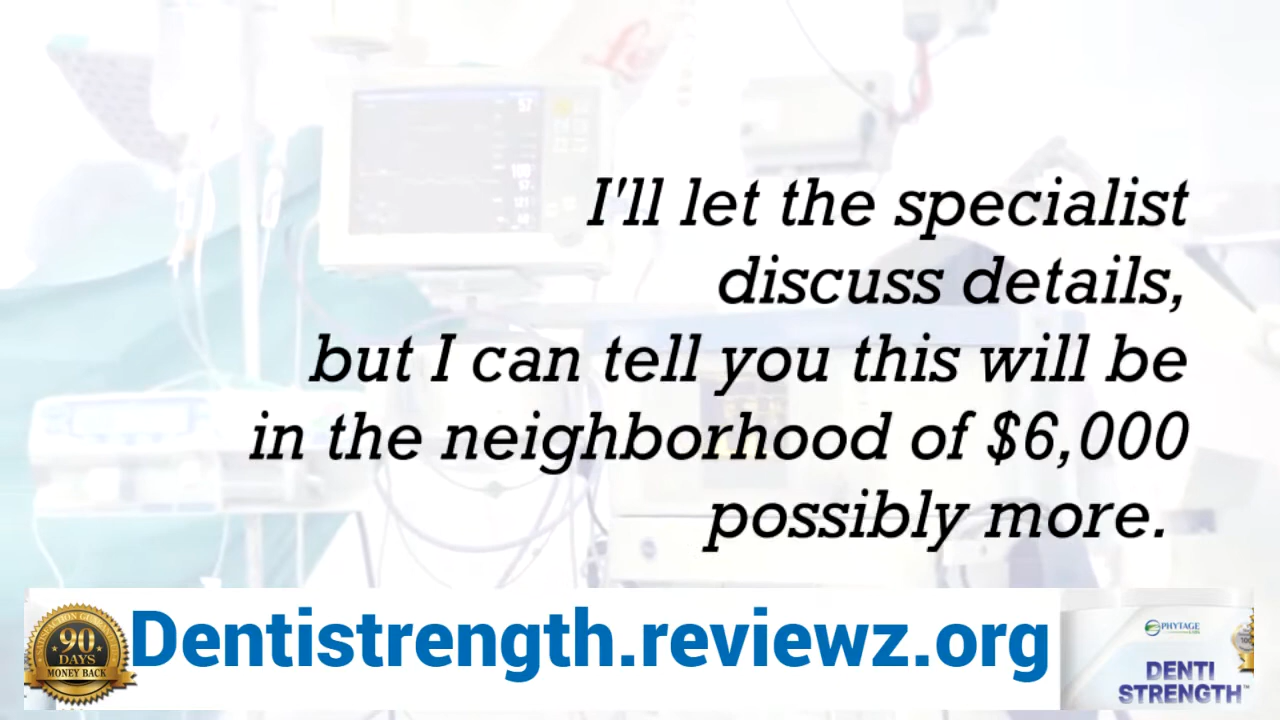 I'll let the specialist
discuss details,
but I can tell you this will be
in the neighborhood of $6,000
possibly more.
90
DAYS
MONEY BACK
Dentistrength.reviewz.org
PHYTAGE
DENTI
STRENGTH™